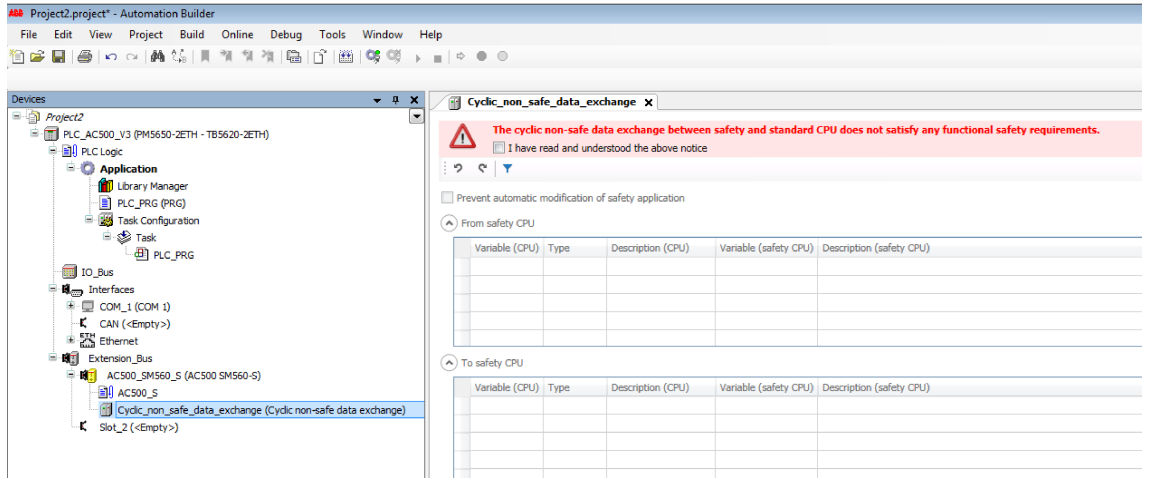 ABB Project2.project* - Automation Builder
File Edit View Project Build Online Debug Tools Window Help
Devices
Project2
PLC_AC500_V3 (PM5650-2ETH - TB5620-2ETH)
PLC Logic
Application
Library Manager
PLC_PRG (PRG)
Task Configuration
Task
PLC_PRG
IO_Bus
Interfaces
COM_1 (COM 1)
CAN (<Empty>)
ETH Ethernet
Extension_Bus
AC500_SM560_S (AC500 SM560-S)
AC500_S
Cyclic_non_safe_data_exchange (Cyclic non-safe data exchange)
Slot_2 (<Empty>)
Cyclic_non_safe_data_exchange
The cyclic non-safe data exchange between safety and standard CPU does not satisfy any functional safety requirements.
I have read and understood the above notice
Prevent automatic modification of safety application
From safety CPU
Variable (CPU) Type Description (CPU) Variable (safety CPU) Description (safety CPU)
To safety CPU
Variable (CPU) Type Description (CPU) Variable (safety CPU) Description (safety CPU)